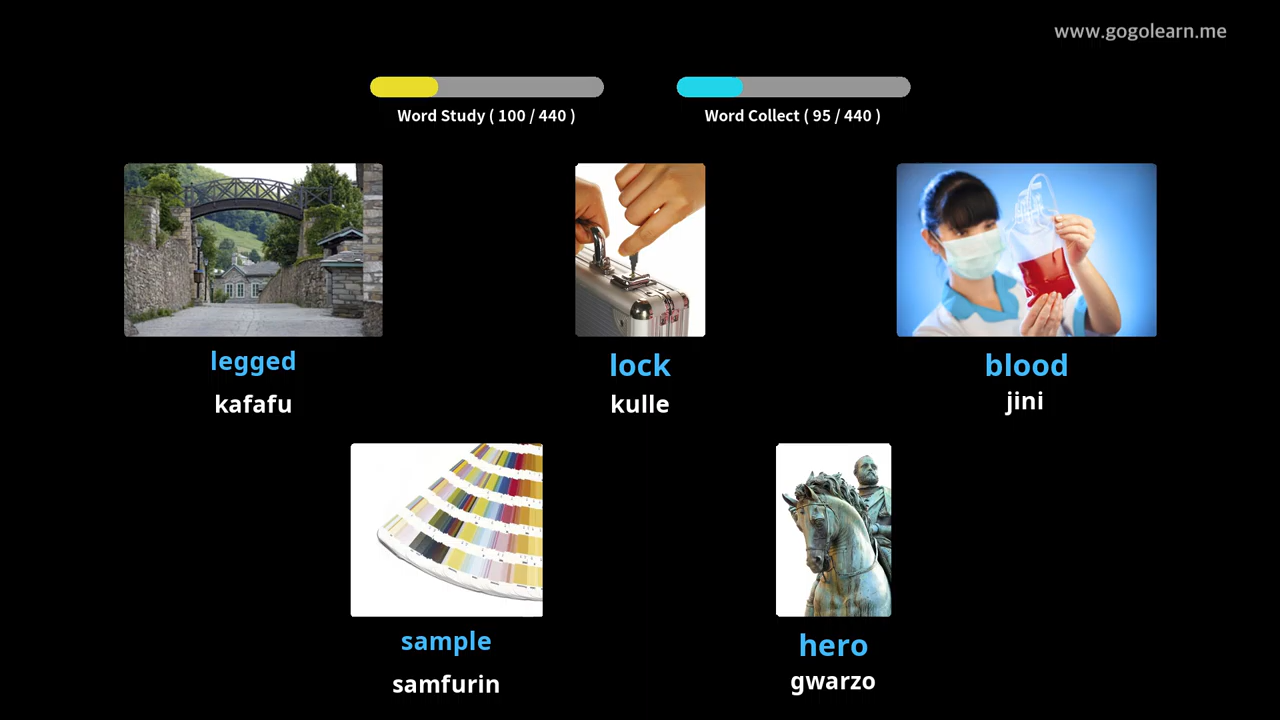 www.gogolearn.me
Word Study ( 100 / 440 )
Word Collect ( 95 / 440 )
legged
kafafu
lock
kulle
blood
jini
sample
samfurin
hero
gwarzo